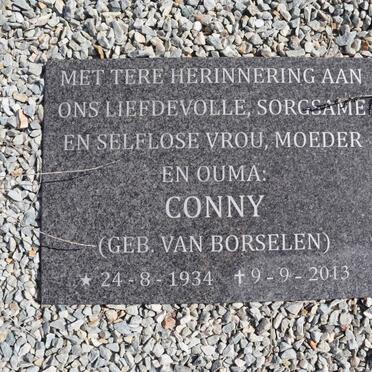 MET TERE HERINNERING AAN
ONS LIEFDEVOLLE, SORGSAME
EN SELFLOSE VROU, MOEDER
EN OUMA:
CONNY
(GEB. VAN BORSELEN)
★ 24-8-1934 ✝ 9-9-2013